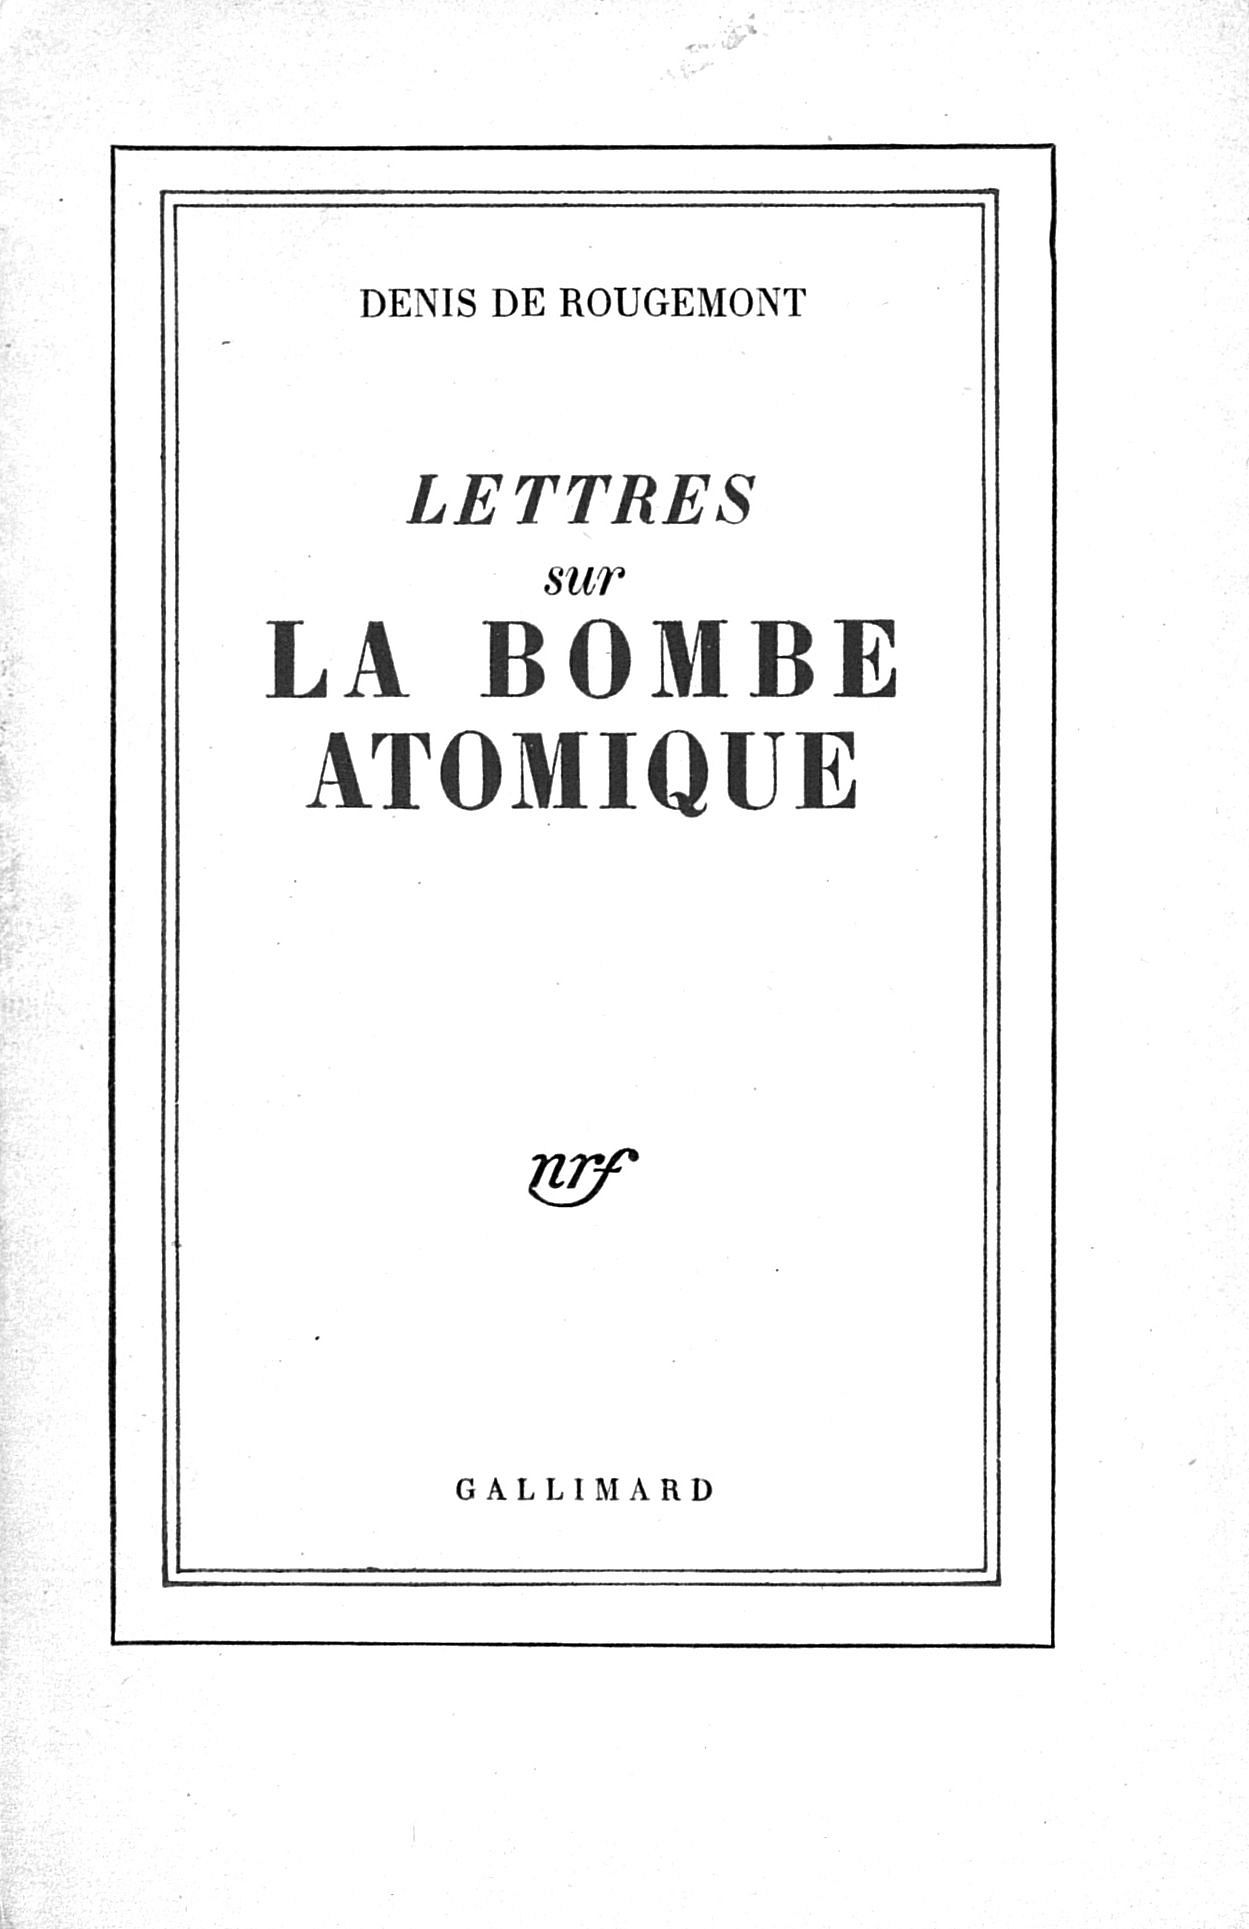 DENIS DE ROUGEMONT
LETTRES
sur
LA BOMBE
ATOMIQUE
nrf
GALLIMARD